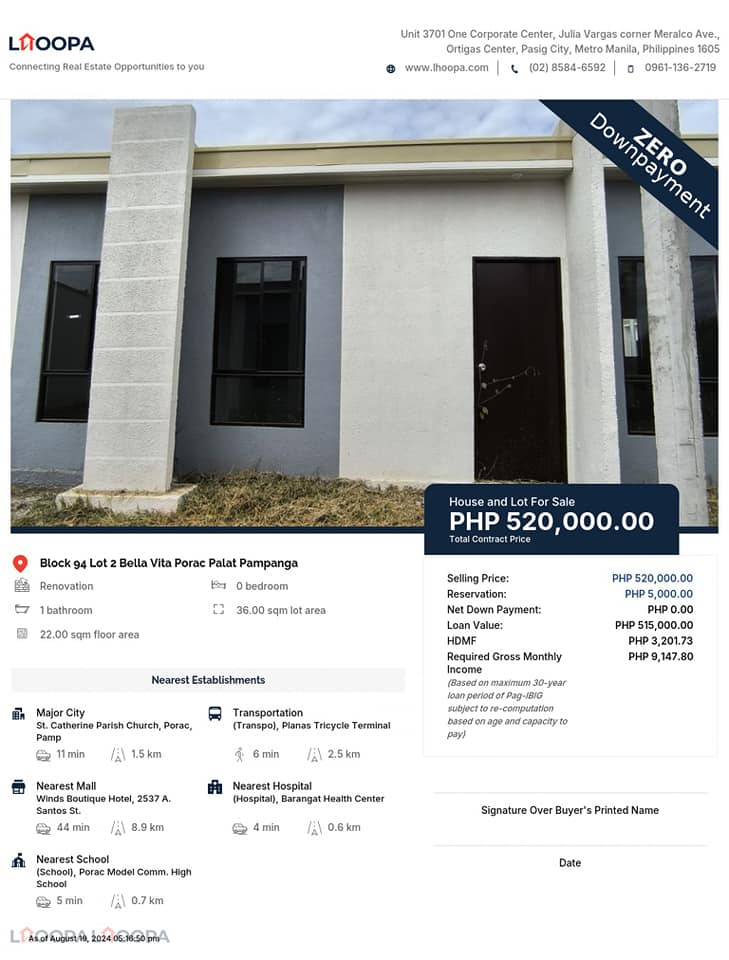 LHOOPA
Connecting Real Estate Opportunities to you
Unit 3701 One Corporate Center, Julia Vargas corner Meralco Ave.,
Ortigas Center, Pasig City, Metro Manila, Philippines 1605
www.lhoopa.com | (02) 8584-6592 | 0961-136-2719
ZERO
Downpayment
House and Lot For Sale
PHP 520,000.00
Total Contract Price
Block 94 Lot 2 Bella Vita Porac Palat Pampanga
Renovation
0 bedroom
1 bathroom
36.00 sqm lot area
22.00 sqm floor area
Selling Price: PHP 520,000.00
Reservation: PHP 5,000.00
Net Down Payment: PHP 0.00
Loan Value: PHP 515,000.00
HDMF PHP 3,201.73
Required Gross Monthly PHP 9,147.80
Income
(Based on maximum 30-year
loan period of Pag-IBIG
subject to re-computation
based on age and capacity to
pay)
Nearest Establishments
Major City
St. Catherine Parish Church, Porac,
Pamp
11 min 1.5 km
Transportation
(Transpo), Planas Tricycle Terminal
6 min 2.5 km
Nearest Mall
Winds Boutique Hotel, 2537 A.
Santos St.
44 min 8.9 km
Nearest Hospital
(Hospital), Barangat Health Center
4 min 0.6 km
Nearest School
(School), Porac Model Comm. High
School
5 min 0.7 km
Signature Over Buyer's Printed Name
Date
LHOOPA LHOOPA
As of August 19, 2024 05:16:50 pm